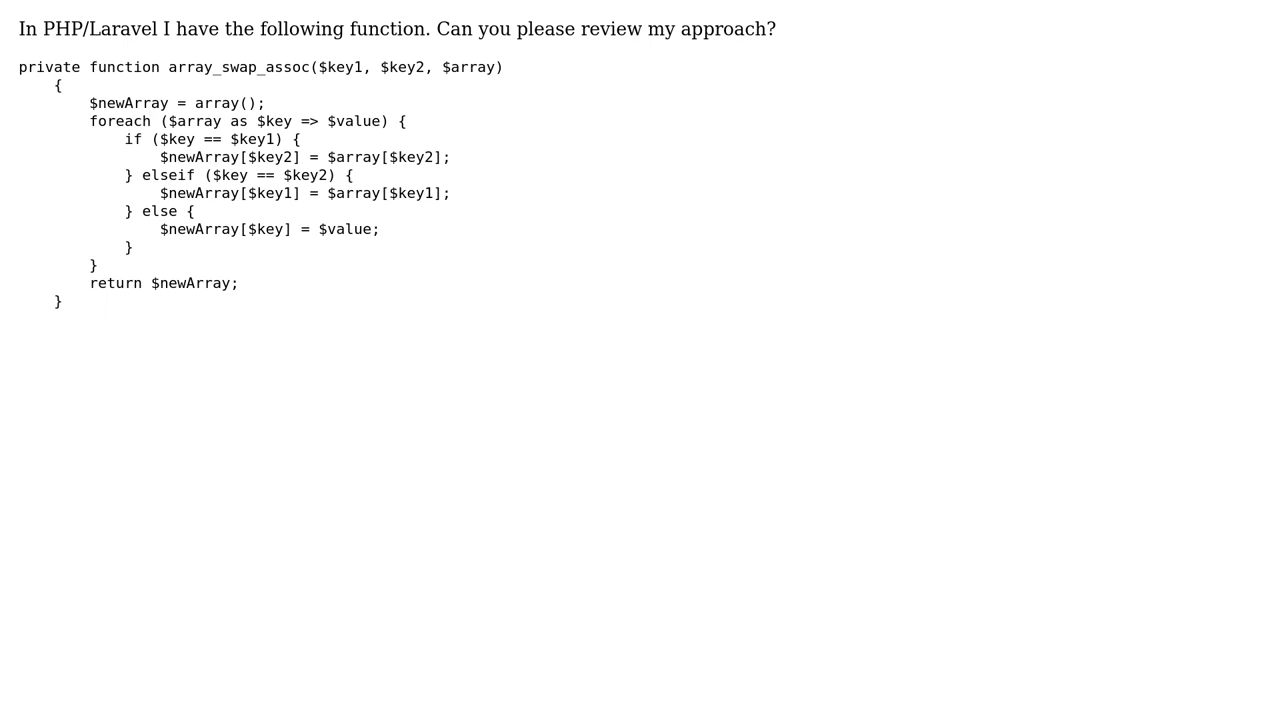 In PHP/Laravel I have the following function. Can you please review my approach?
private function array_swap_assoc($key1, $key2, $array)
    {
        $newArray = array();
        foreach ($array as $key => $value) {
            if ($key == $key1) {
                $newArray[$key2] = $array[$key2];
            } elseif ($key == $key2) {
                $newArray[$key1] = $array[$key1];
            } else {
                $newArray[$key] = $value;
            }
        }
        return $newArray;
    }